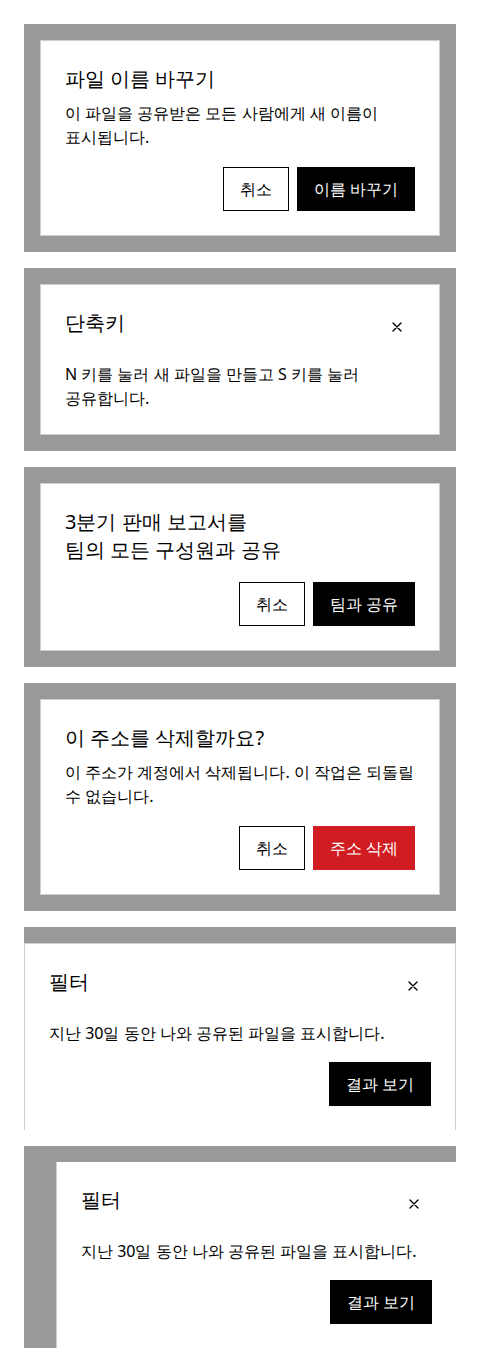 파일 이름 바꾸기
이 파일을 공유받은 모든 사람에게 새 이름이
표시됩니다.
취소
이름 바꾸기
단축키
N 키를 눌러 새 파일을 만들고 S 키를 눌러
공유합니다.
3분기 판매 보고서를
팀의 모든 구성원과 공유
취소
팀과 공유
이 주소를 삭제할까요?
이 주소가 계정에서 삭제됩니다. 이 작업은 되돌릴
수 없습니다.
취소
주소 삭제
필터
지난 30일 동안 나와 공유된 파일을 표시합니다.
결과 보기
필터
지난 30일 동안 나와 공유된 파일을 표시합니다.
결과 보기